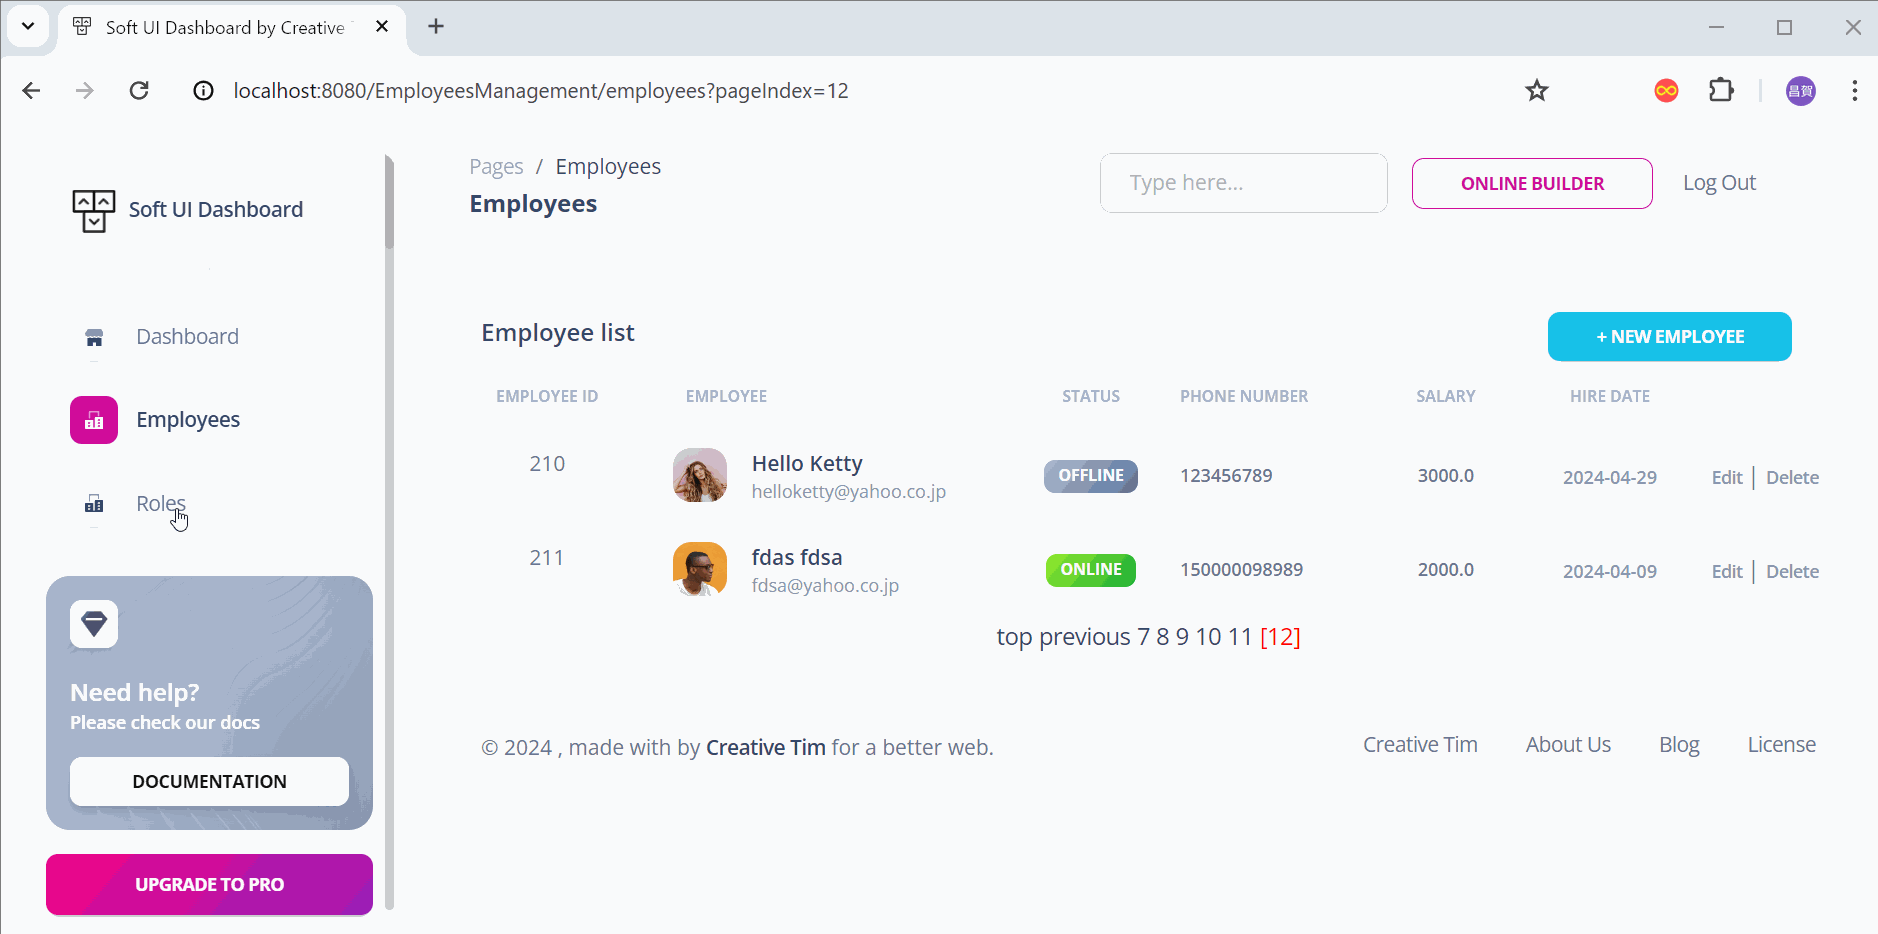 Soft UI Dashboard by Creative
localhost:8080/EmployeesManagement/employees?pageIndex=12
昌賀
Soft UI Dashboard
Dashboard
Employees
Roles
Need help?
Please check our docs
DOCUMENTATION
UPGRADE TO PRO
Pages / Employees
Employees
Type here...
ONLINE BUILDER
Log Out
Employee list
+ NEW EMPLOYEE
EMPLOYEE ID EMPLOYEE STATUS PHONE NUMBER SALARY HIRE DATE
210 Hello Ketty OFFLINE 123456789 3000.0 2024-04-29 Edit | Delete
helloketty@yahoo.co.jp
211 fdas fdsa ONLINE 150000098989 2000.0 2024-04-09 Edit | Delete
fdsa@yahoo.co.jp
top previous 7 8 9 10 11 [12]
© 2024 , made with by Creative Tim for a better web.
Creative Tim About Us Blog License